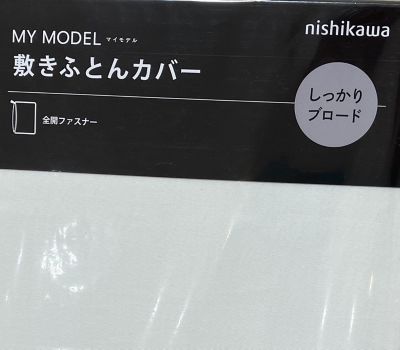 nishikawa
MY MODEL マイモデル
敷きふとんカバー
しっかり
ブロード
全開ファスナー